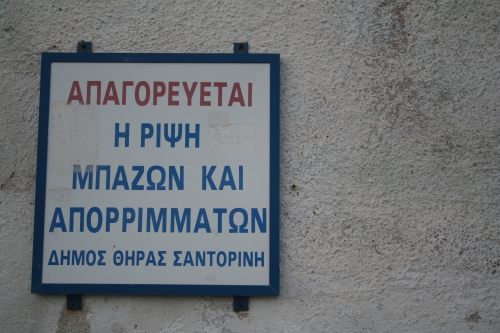 ΑΠΑΓΟΡΕΥΕΤΑΙ
Η ΡΙΨΗ
ΜΠΑΖΩΝ ΚΑΙ
ΑΠΟΡΡΙΜΜΑΤΩΝ
ΔΗΜΟΣ ΘΗΡΑΣ ΣΑΝΤΟΡΙΝΗ